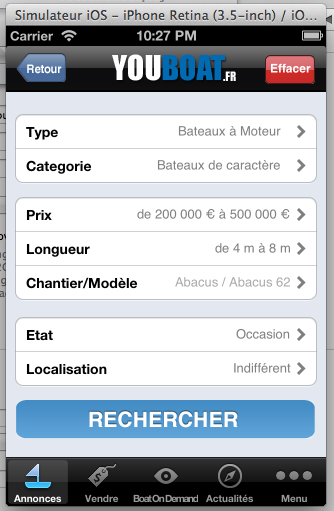 Simulateur iOS - iPhone Retina (3.5-inch) / iO...
Carrier 10:27 PM
Retour YOUBOAT.FR Effacer
Type Bateaux à Moteur
Categorie Bateaux de caractère
Prix de 200 000 € à 500 000 €
Longueur de 4 m à 8 m
Chantier/Modèle Abacus / Abacus 62
Etat Occasion
Localisation Indifférent
RECHERCHER
Annonces Vendre BoatOnDemand Actualités Menu